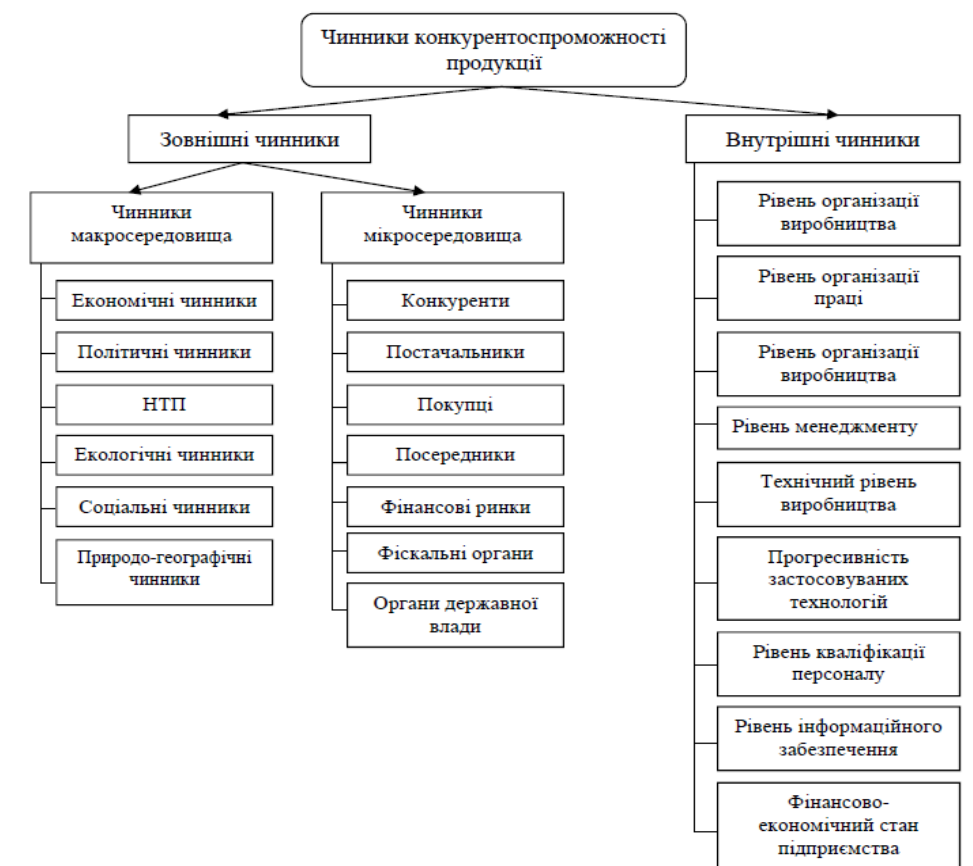 Чинники конкурентоспроможності
продукції
Зовнішні чинники
Внутрішні чинники
Чинники
макросередовища
Економічні чинники
Політичні чинники
НТП
Екологічні чинники
Соціальні чинники
Природо-географічні
чинники
Чинники
мікросередовища
Конкуренти
Постачальники
Покупці
Посередники
Фінансові ринки
Фіскальні органи
Органи державної
влади
Рівень організації
виробництва
Рівень організації
праці
Рівень організації
виробництва
Рівень менеджменту
Технічний рівень
виробництва
Прогресивність
застосовуваних
технологій
Рівень кваліфікації
персоналу
Рівень інформаційного
забезпечення
Фінансово-
економічний стан
підприємства